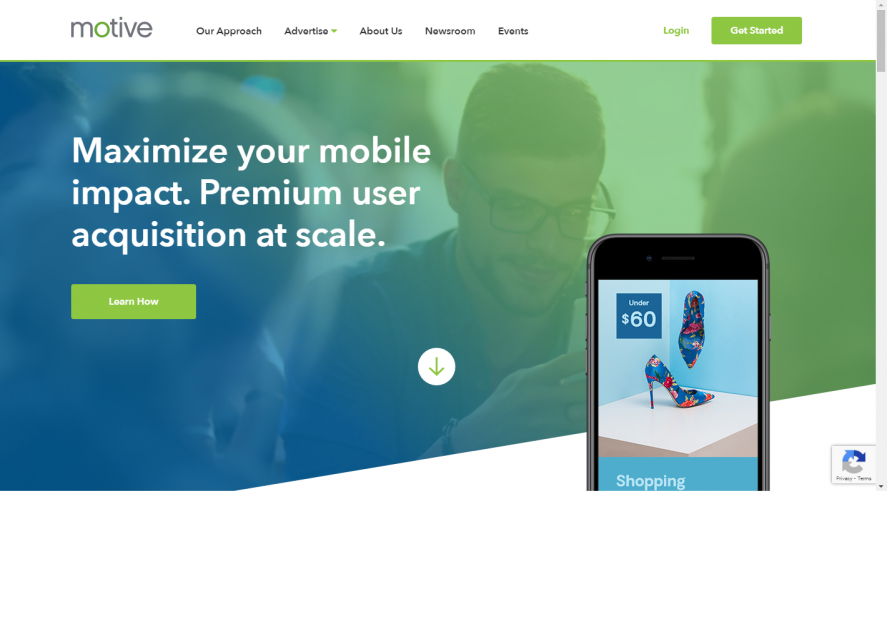 motive
Our Approach
Advertise
About Us
Newsroom
Events
Login
Get Started
Maximize your mobile
impact. Premium user
acquisition at scale.
Learn How
Under
$60
Shopping
Privacy - Terms